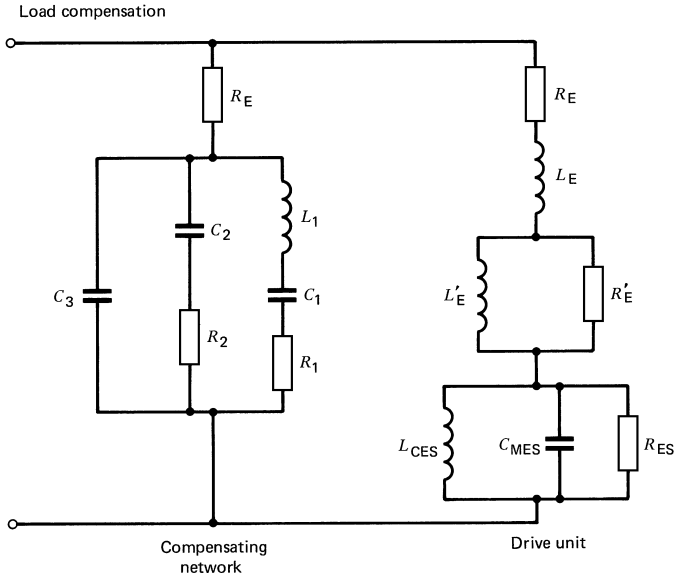 Load compensation
R_E
R_E
L_E
C_2
L_1
C_3
C_1
L'_E
R'_E
R_2
R_1
L_CES
C_MES
R_ES
Compensating
network
Drive unit